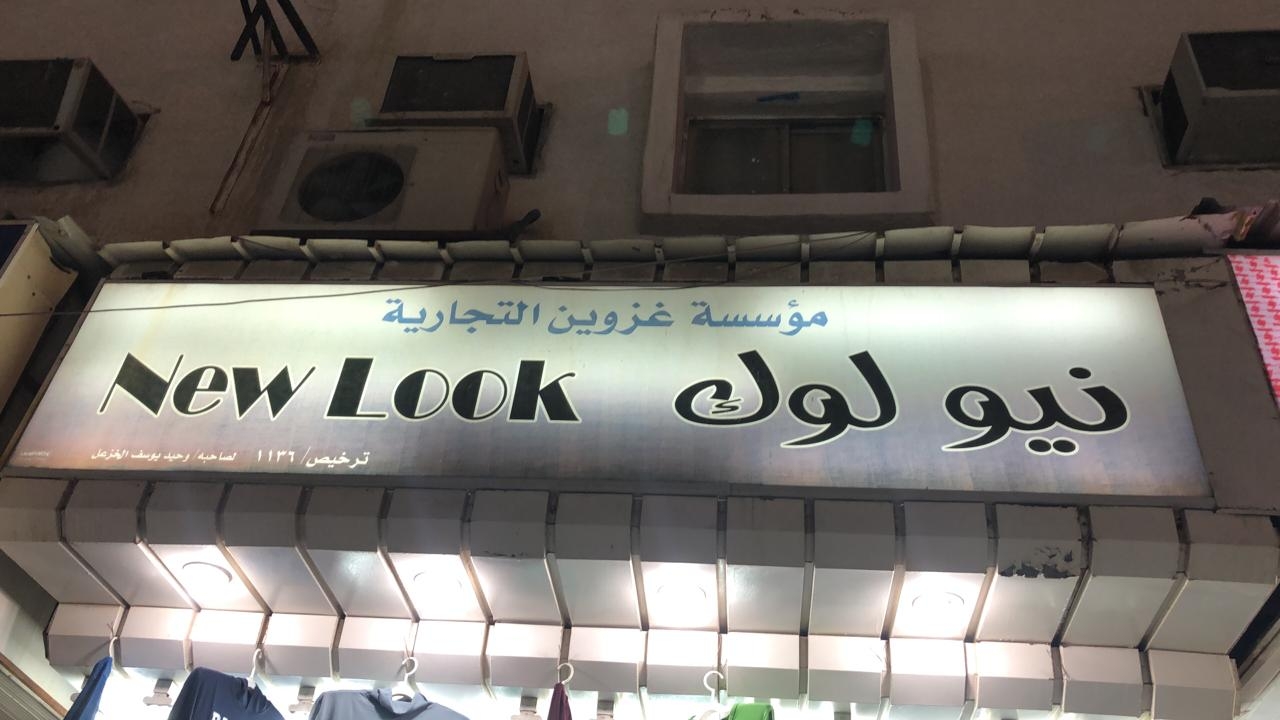 مؤسسة غزوين التجارية
نيو لوك New Look
ترخيص/ ١١٣٦ لصاحبه/ وحيد يوسف الخزعل